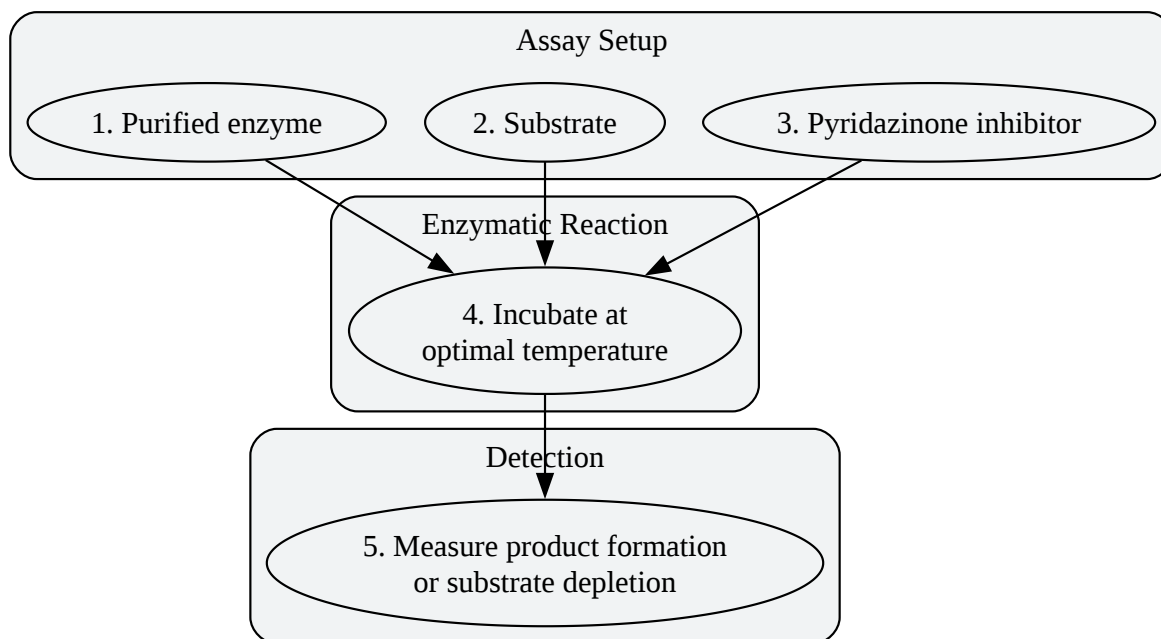 Assay Setup
1. Purified enzyme
2. Substrate
3. Pyridazinone inhibitor
Enzymatic Reaction
4. Incubate at
optimal temperature
Detection
5. Measure product formation
or substrate depletion